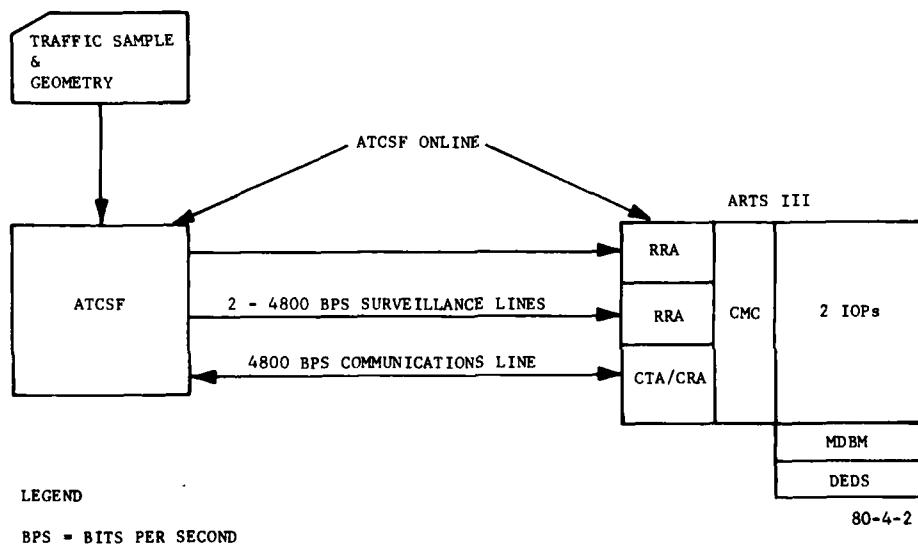 TRAFFIC SAMPLE
&
GEOMETRY
ATCSF ONLINE
ARTS III
ATCSF
2 - 4800 BPS SURVEILLANCE LINES
4800 BPS COMMUNICATIONS LINE
RRA
RRA
CTA/CRA
CMC
2 IOPs
MDBM
DEDS
LEGEND
BPS = BITS PER SECOND
80-4-2